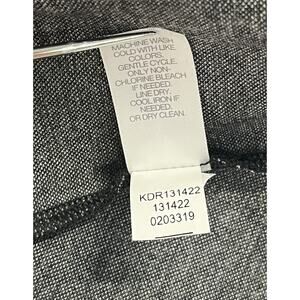 MACHINE WASH
COLD WITH LIKE
COLORS.
GENTLE CYCLE.
ONLY NON-
CHLORINE BLEACH
IF NEEDED.
LINE DRY.
COOL IRON IF
NEEDED.
OR DRY CLEAN.
KDR131422
131422
0203319